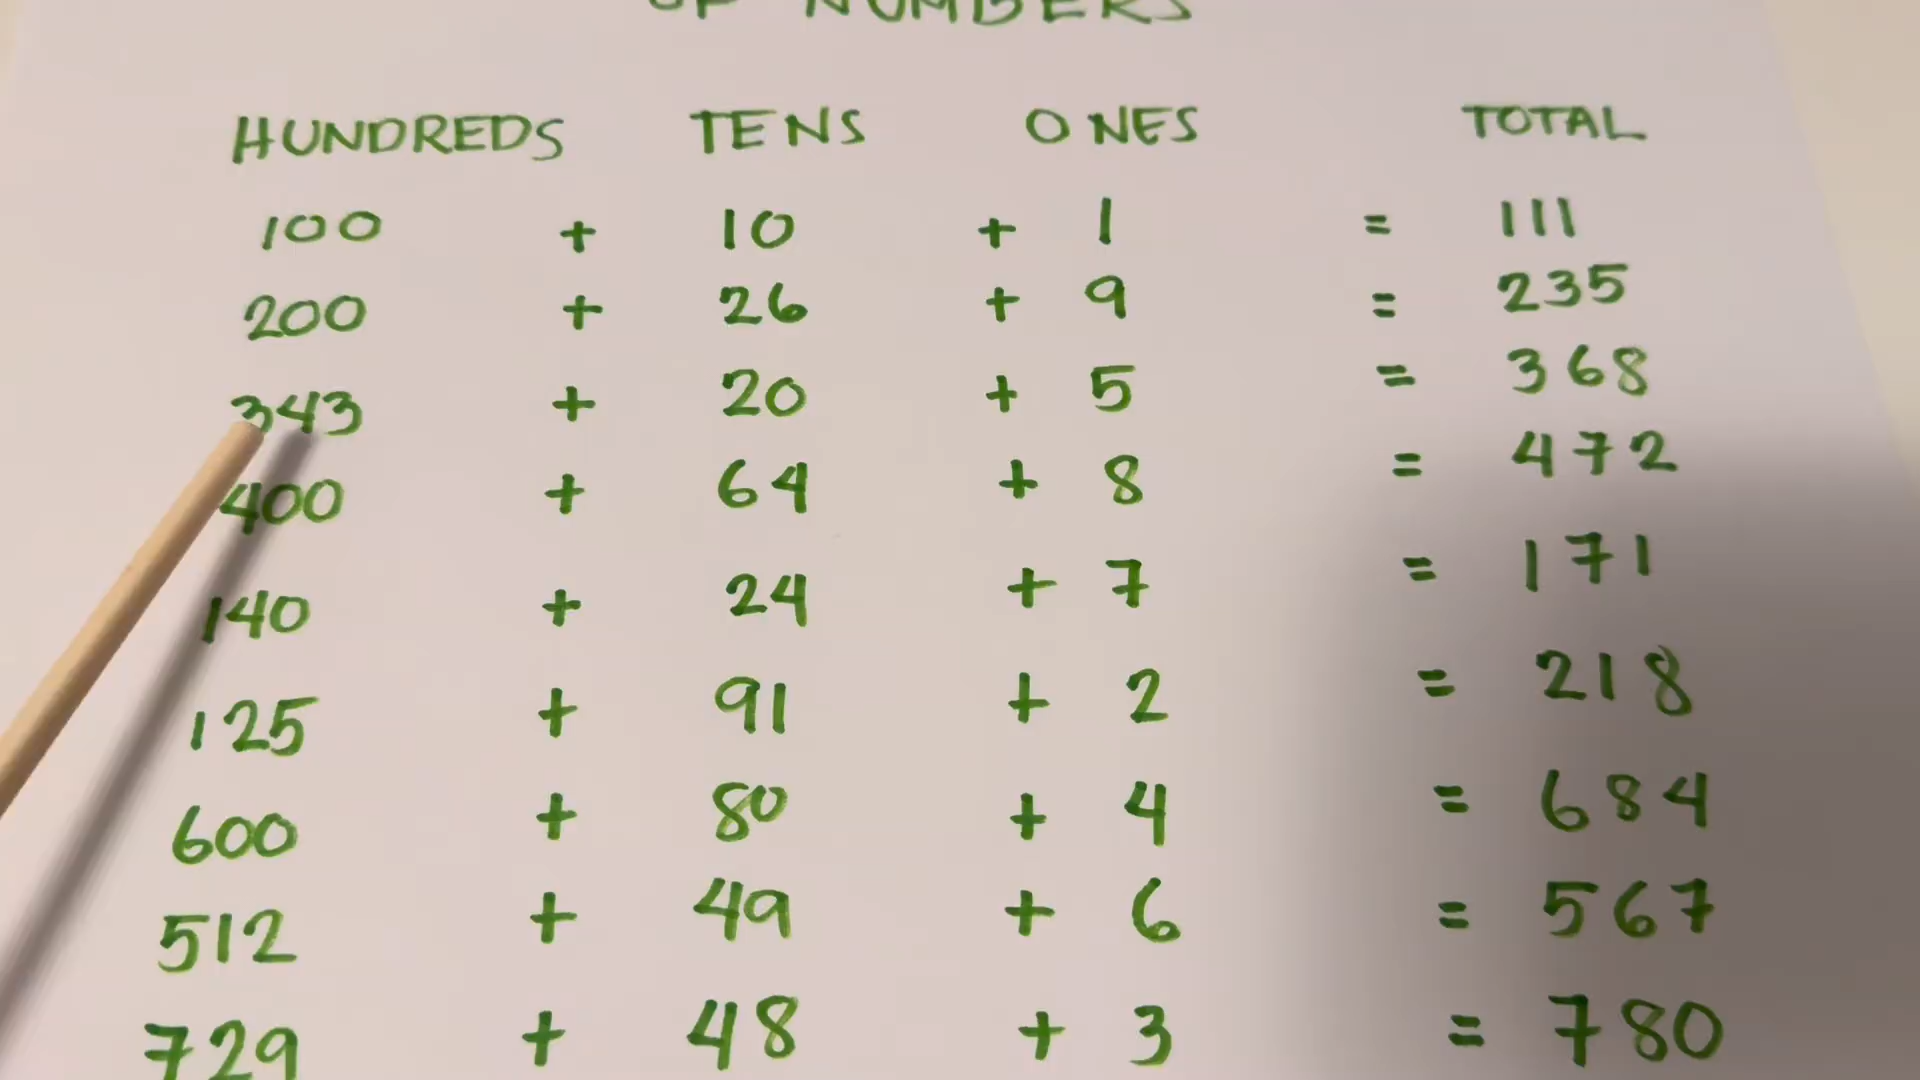 OF NUMBERS
HUNDREDS TENS ONES TOTAL
100 + 10 + 1 = 111
200 + 26 + 9 = 235
343 + 20 + 5 = 368
400 + 64 + 8 = 472
140 + 24 + 7 = 171
125 + 91 + 2 = 218
600 + 80 + 4 = 684
512 + 49 + 6 = 567
729 + 48 + 3 = 780